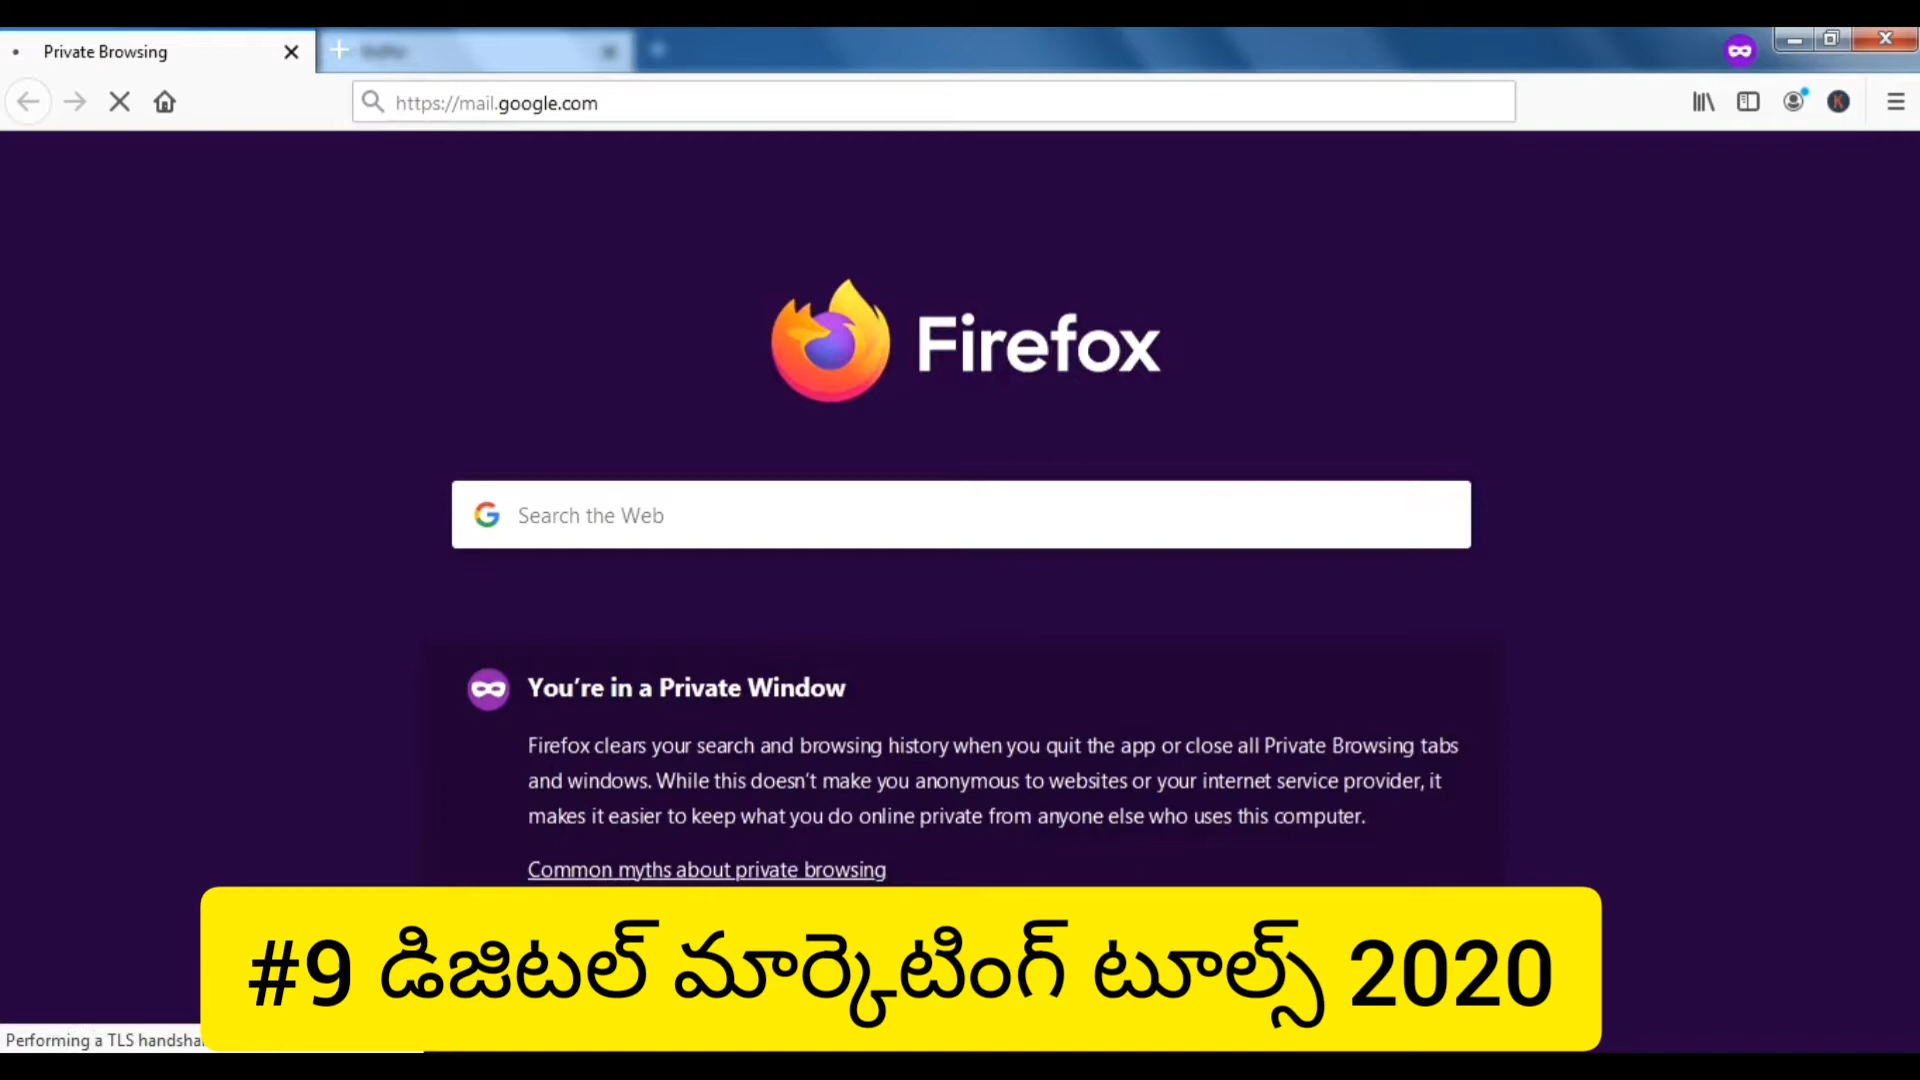 Private Browsing
https://mail.google.com
K
Firefox
Search the Web
You're in a Private Window
Firefox clears your search and browsing history when you quit the app or close all Private Browsing tabs
and windows. While this doesn't make you anonymous to websites or your internet service provider, it
makes it easier to keep what you do online private from anyone else who uses this computer.
Common myths about private browsing
#9 డిజిటల్ మార్కెటింగ్ టూల్స్ 2020
Performing a TLS